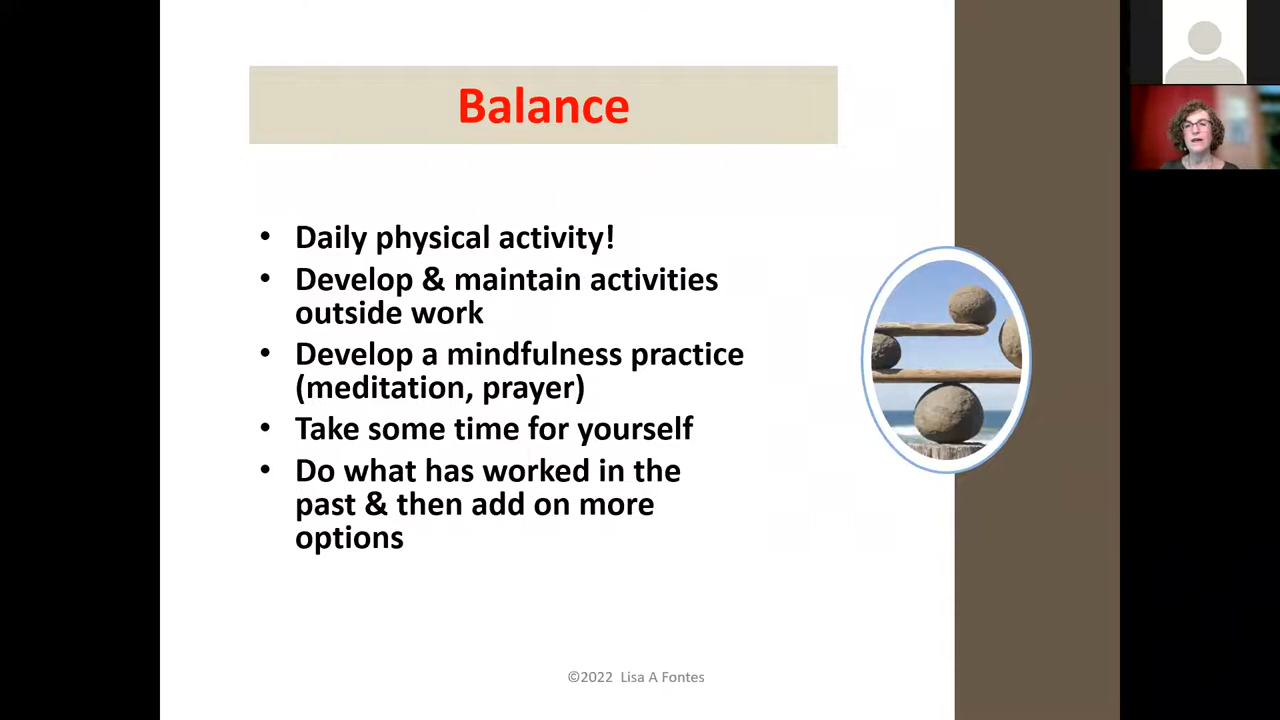 Balance
• Daily physical activity!
• Develop & maintain activities
outside work
• Develop a mindfulness practice
(meditation, prayer)
• Take some time for yourself
• Do what has worked in the
past & then add on more
options
©2022 Lisa A Fontes